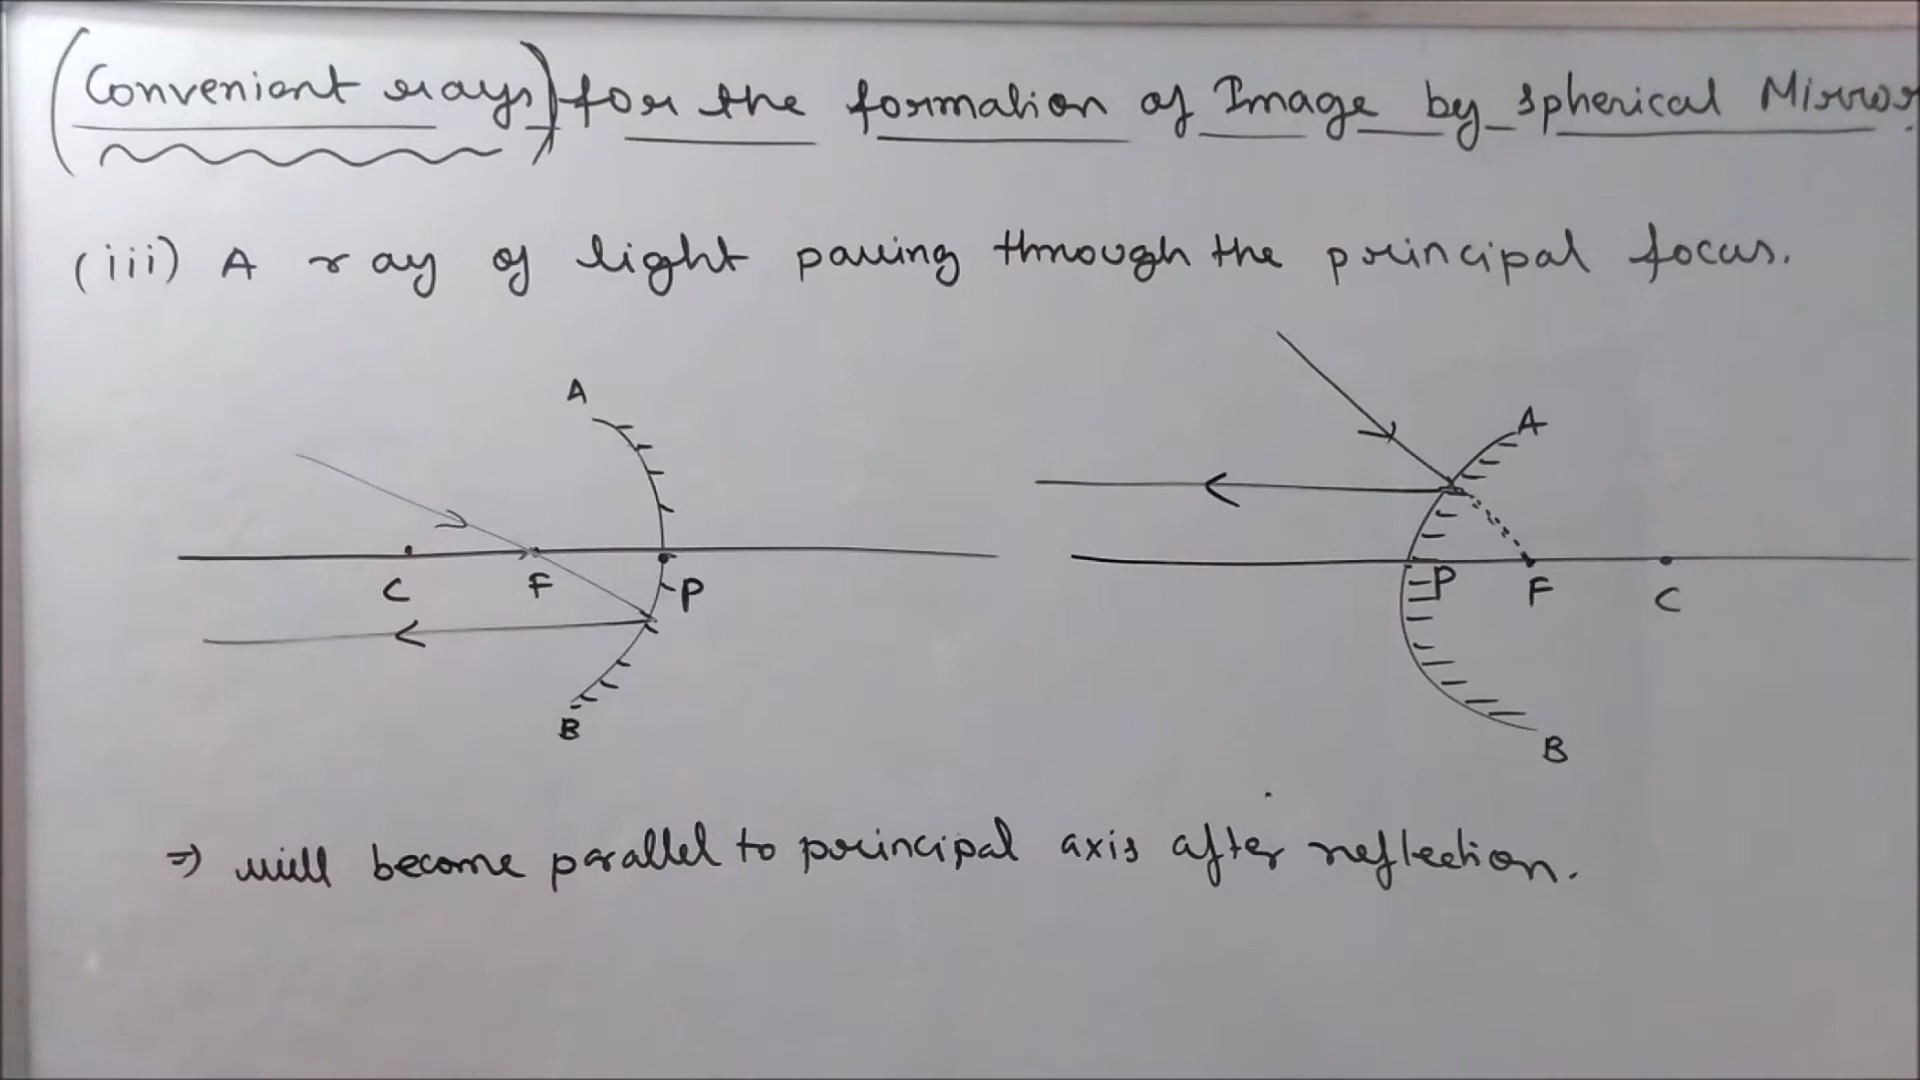 (Convenient rays) for the formation of Image by spherical Mirror
(iii) A ray of light passing through the principal focus.
A
C F P
B
A
P F C
B
⇒ will become parallel to principal axis after reflection.